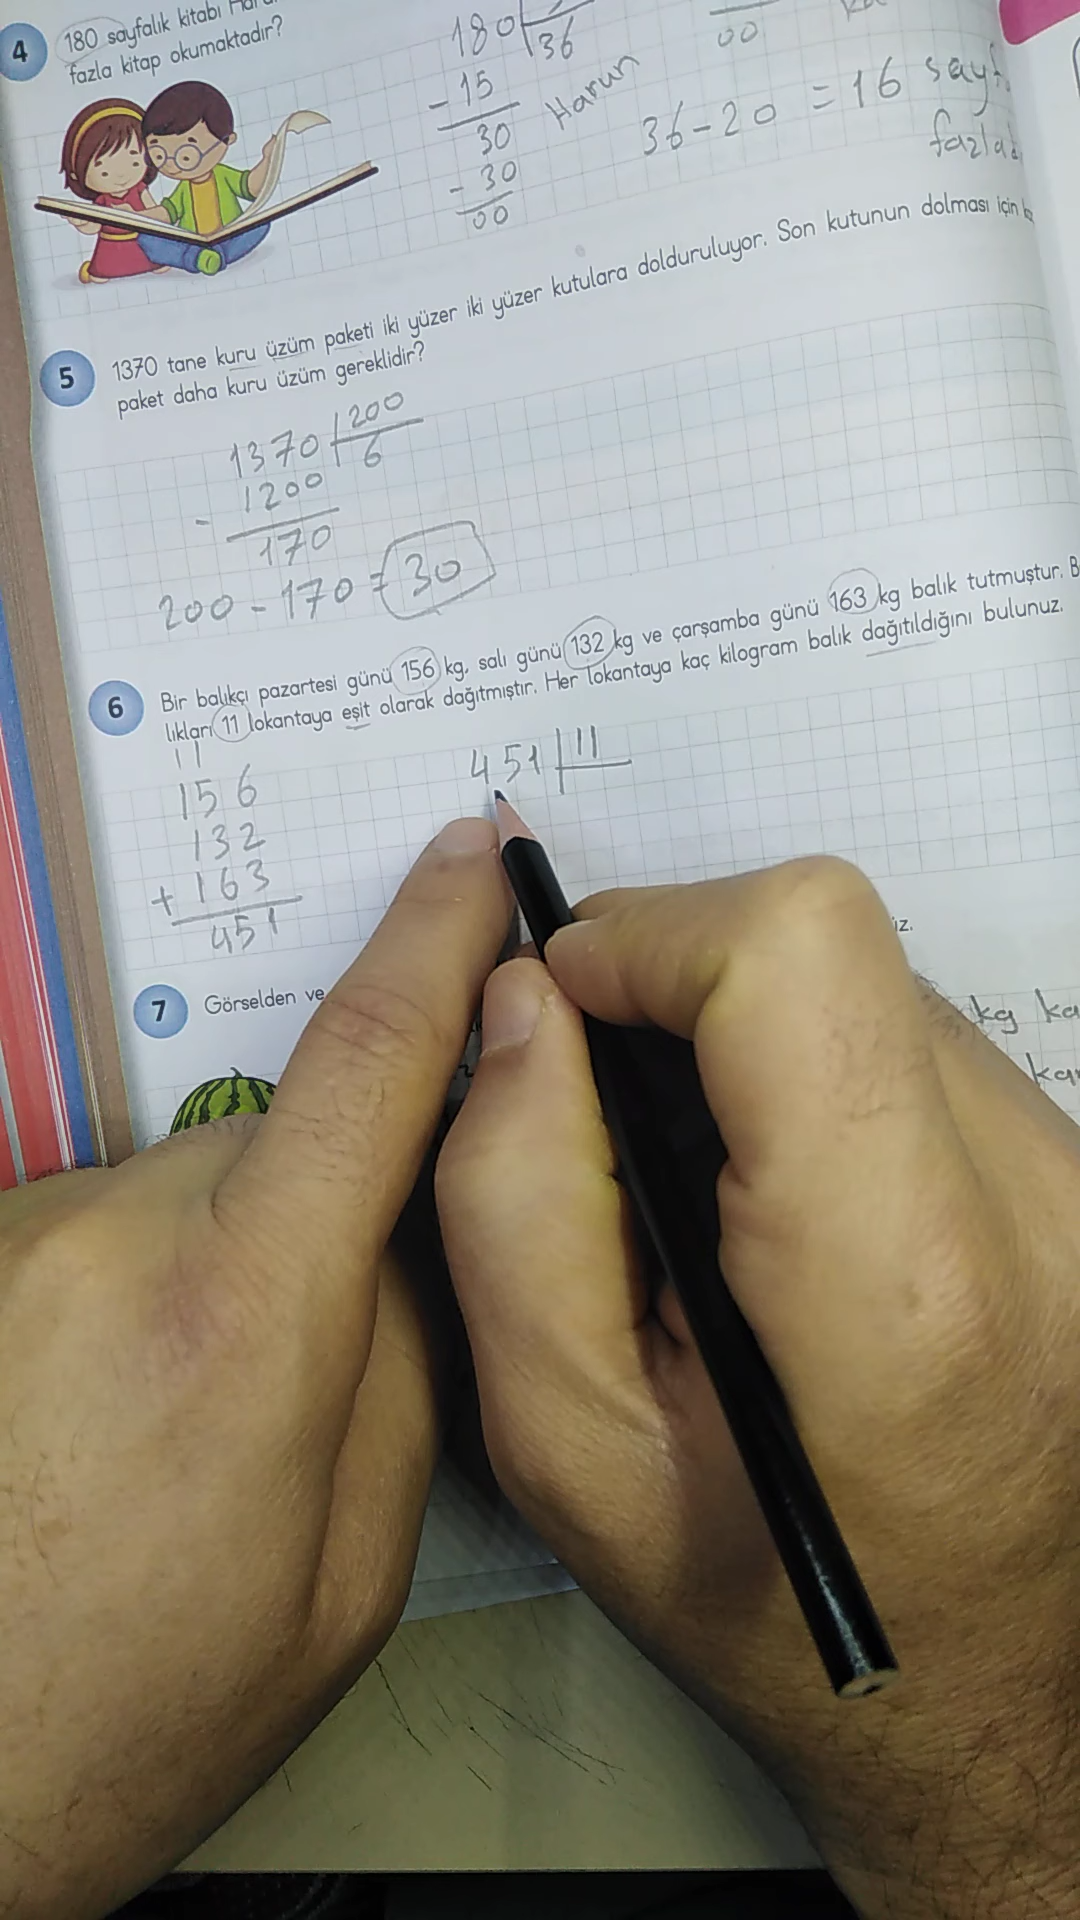 4
180 sayfalık kitabı
fazla kitap okumaktadır?
180
36
- 15
30
- 30
00
Harun
00
36-20 = 16
5
1370 tane kuru üzüm paketi iki yüzer iki yüzer kutulara dolduruluyor. Son kutunun dolması için
paket daha kuru üzüm gereklidir?
1370 200
6
- 1200
170
200 - 170 = 30
6
Bir balıkçı pazartesi günü 156 kg, salı günü 132 kg ve çarşamba günü 163 kg balık tutmuştur.
lıkları 11 lokantaya eşit olarak dağıtmıştır. Her lokantaya kaç kilogram balık dağıtıldığını bulunuz.
11
156
132
+ 163
451
451 11
7
Görselden ve
kg